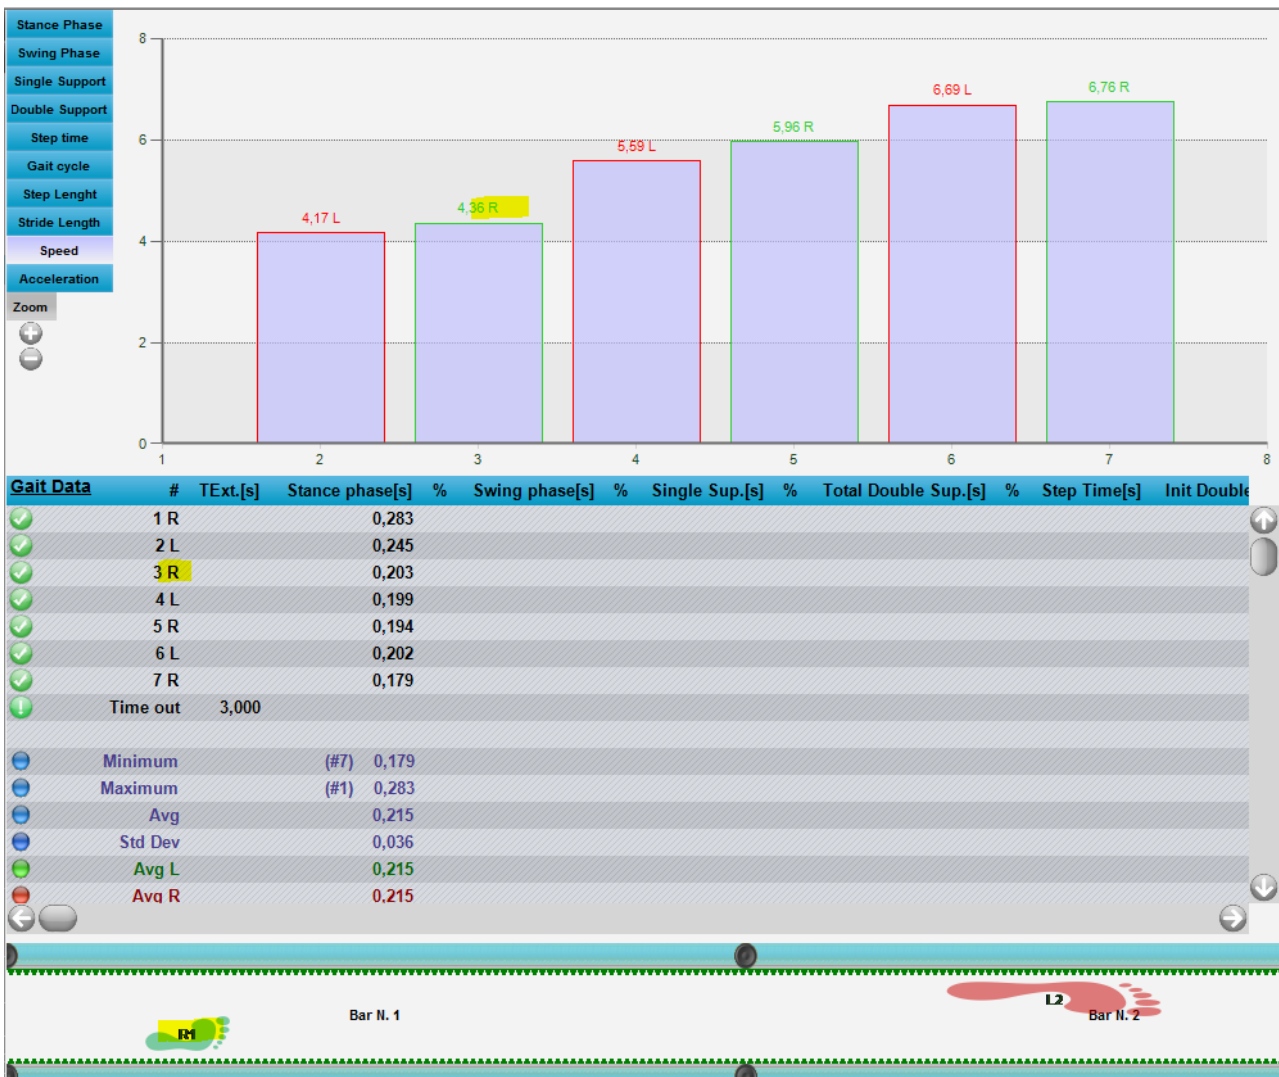 Stance Phase
Swing Phase
Single Support
Double Support
Step time
Gait cycle
Step Lenght
Stride Length
Speed
Acceleration
Zoom
8
6
4
2
0
4,17 L
4,36 R
5,59 L
5,96 R
6,69 L
6,76 R
1 2 3 4 5 6 7 8
Gait Data # TExt.[s] Stance phase[s] % Swing phase[s] % Single Sup.[s] % Total Double Sup.[s] % Step Time[s] Init Double
1 R 0,283
2 L 0,245
3 R 0,203
4 L 0,199
5 R 0,194
6 L 0,202
7 R 0,179
Time out 3,000
Minimum (#7) 0,179
Maximum (#1) 0,283
Avg 0,215
Std Dev 0,036
Avg L 0,215
Avg R 0,215
L2
Bar N. 1 Bar N. 2
R1